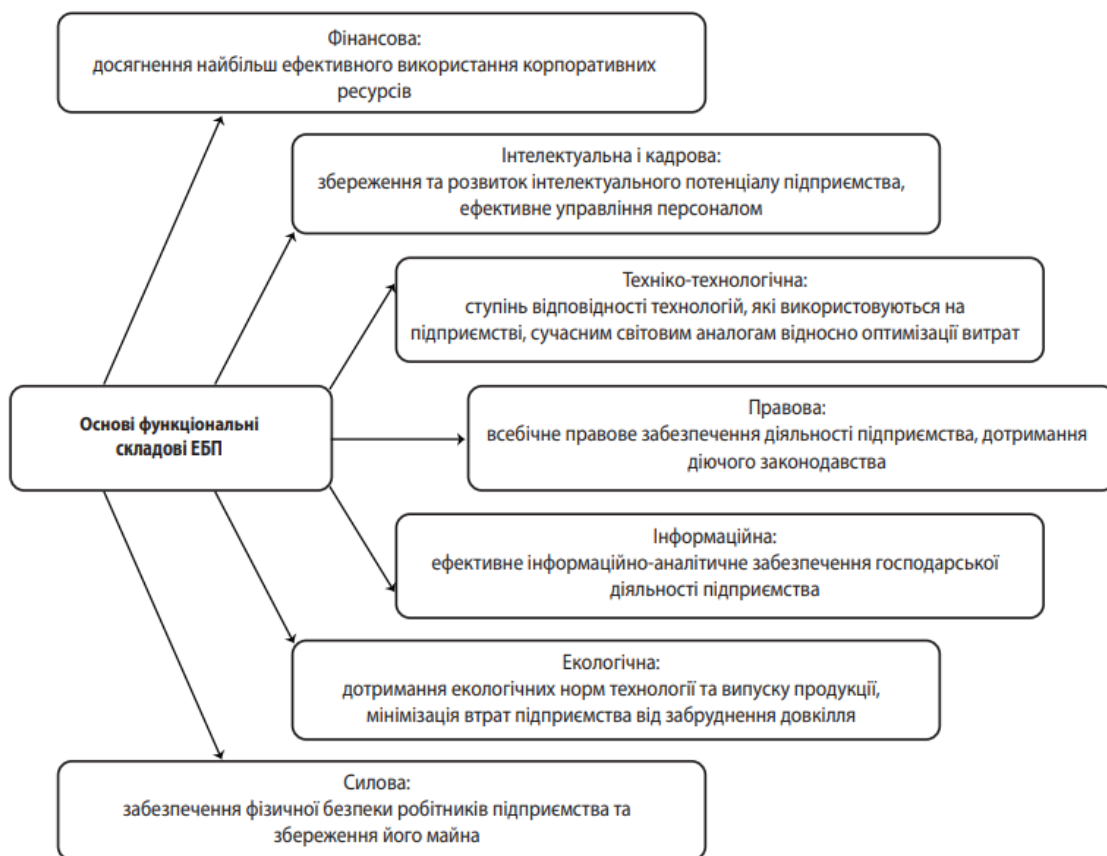 Фінансова:
досягнення найбільш ефективного використання корпоративних
ресурсів
Інтелектуальна і кадрова:
збереження та розвиток інтелектуального потенціалу підприємства,
ефективне управління персоналом
Техніко-технологічна:
ступінь відповідності технологій, які використовуються на
підприємстві, сучасним світовим аналогам відносно оптимізації витрат
Основі функціональні
складові ЕБП
Правова:
всебічне правове забезпечення діяльності підприємства, дотримання
діючого законодавства
Інформаційна:
ефективне інформаційно-аналітичне забезпечення господарської
діяльності підприємства
Екологічна:
дотримання екологічних норм технології та випуску продукції,
мінімізація втрат підприємства від забруднення довкілля
Силова:
забезпечення фізичної безпеки робітників підприємства та
збереження його майна